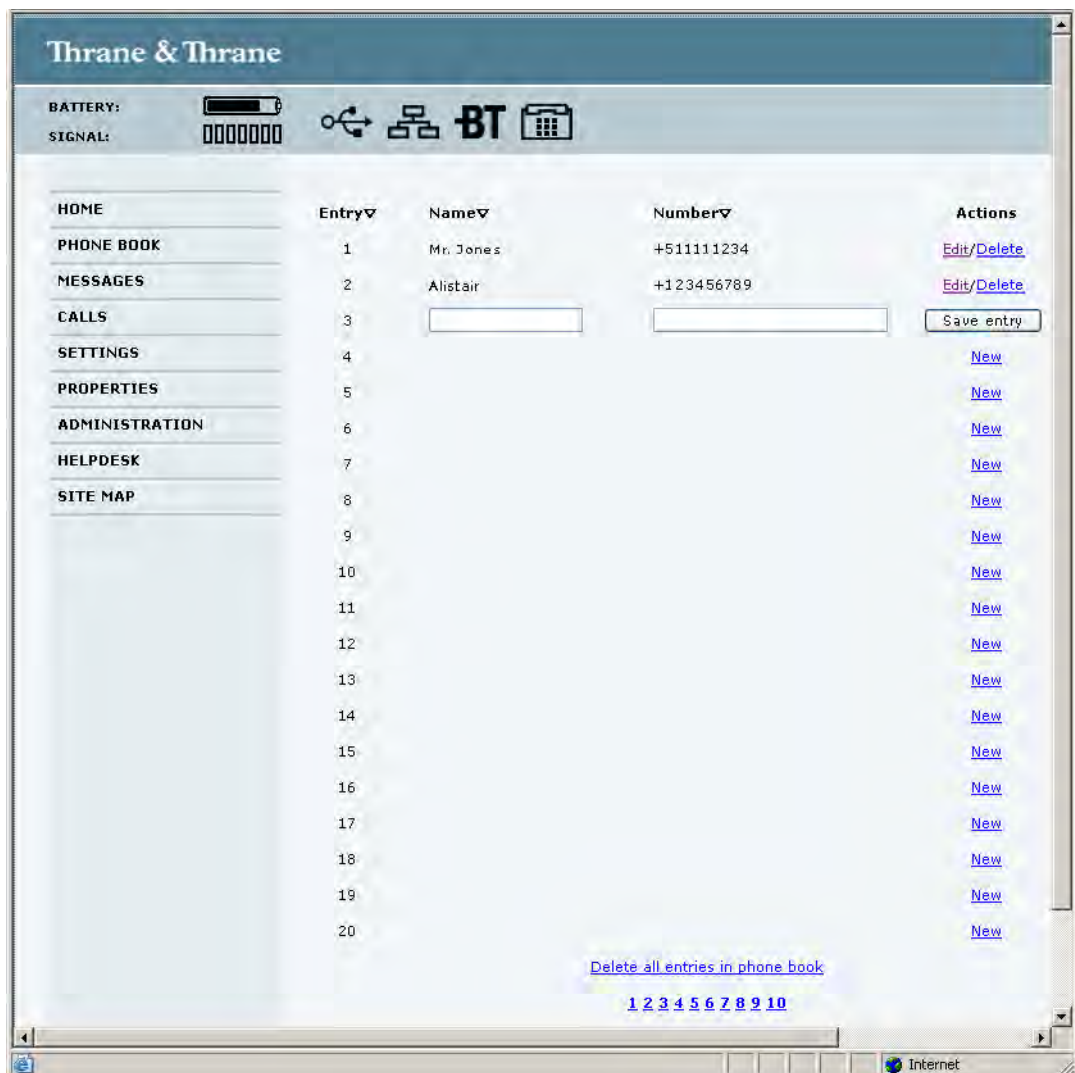 Thrane & Thrane
BATTERY:
SIGNAL:
BT
HOME
PHONE BOOK
MESSAGES
CALLS
SETTINGS
PROPERTIES
ADMINISTRATION
HELPDESK
SITE MAP
Entry Name Number Actions
1 Mr. Jones +511111234 Edit/Delete
2 Alistair +123456789 Edit/Delete
3 Save entry
4 New
5 New
6 New
7 New
8 New
9 New
10 New
11 New
12 New
13 New
14 New
15 New
16 New
17 New
18 New
19 New
20 New
Delete all entries in phone book
1 2 3 4 5 6 7 8 9 10
Internet